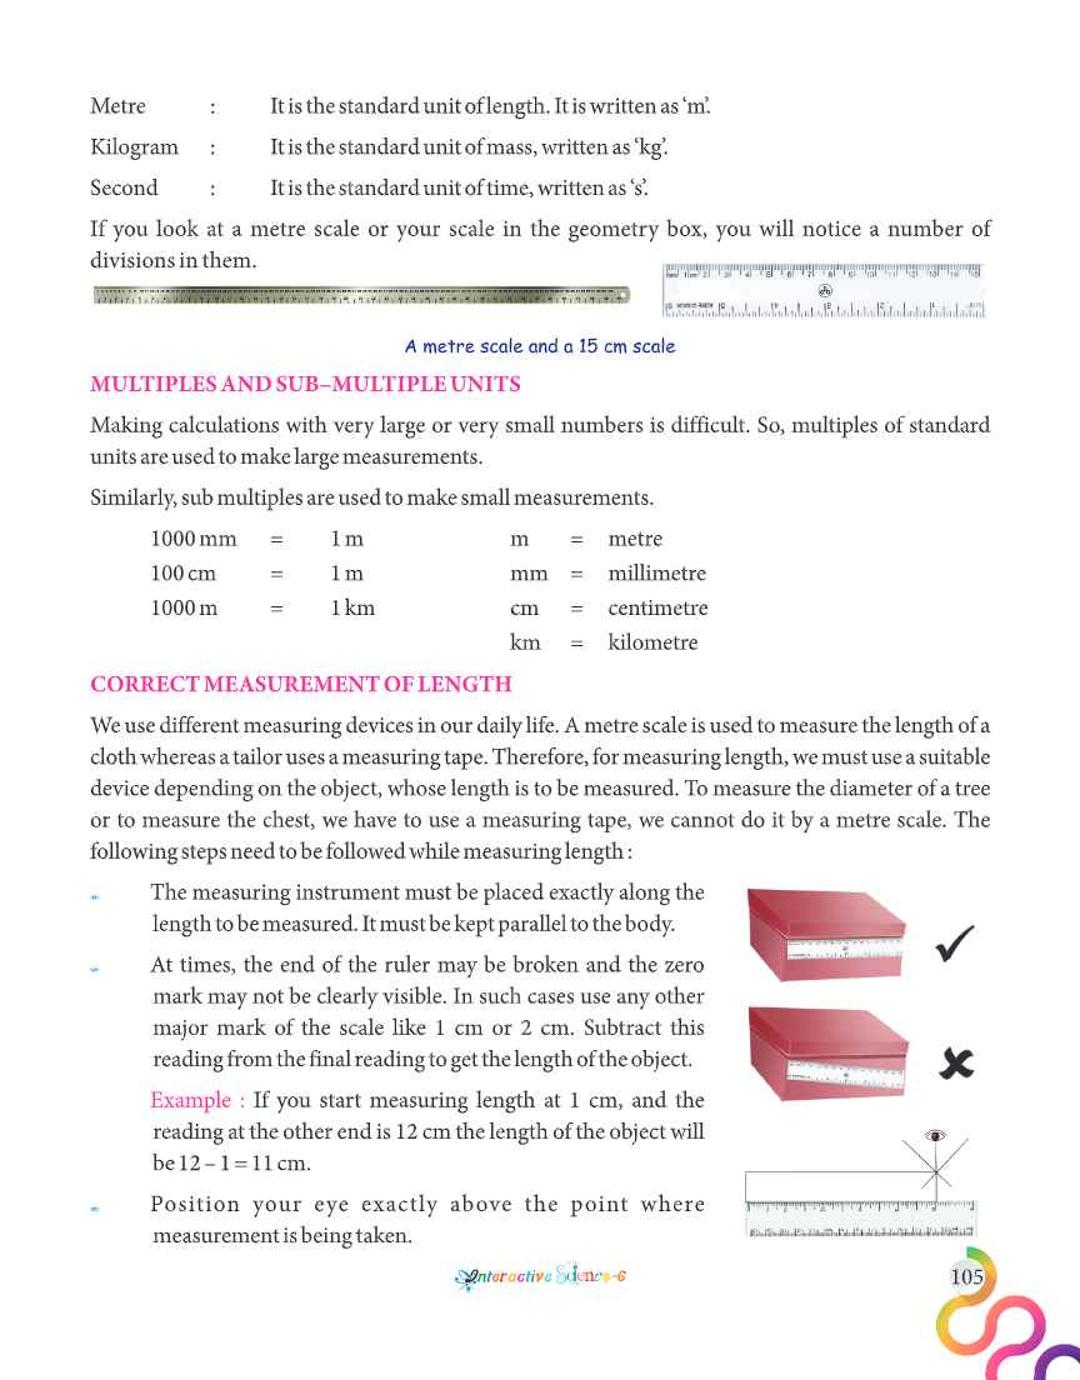 Metre : It is the standard unit of length. It is written as ‘m’.
Kilogram : It is the standard unit of mass, written as ‘kg’.
Second : It is the standard unit of time, written as ‘s’.
If you look at a metre scale or your scale in the geometry box, you will notice a number of
divisions in them.
A metre scale and a 15 cm scale
MULTIPLES AND SUB–MULTIPLE UNITS
Making calculations with very large or very small numbers is difficult. So, multiples of standard
units are used to make large measurements.
Similarly, sub multiples are used to make small measurements.
1000 mm = 1 m m = metre
100 cm = 1 m mm = millimetre
1000 m = 1 km cm = centimetre
km = kilometre
CORRECT MEASUREMENT OF LENGTH
We use different measuring devices in our daily life. A metre scale is used to measure the length of a
cloth whereas a tailor uses a measuring tape. Therefore, for measuring length, we must use a suitable
device depending on the object, whose length is to be measured. To measure the diameter of a tree
or to measure the chest, we have to use a measuring tape, we cannot do it by a metre scale. The
following steps need to be followed while measuring length :
The measuring instrument must be placed exactly along the
length to be measured. It must be kept parallel to the body.
At times, the end of the ruler may be broken and the zero
mark may not be clearly visible. In such cases use any other
major mark of the scale like 1 cm or 2 cm. Subtract this
reading from the final reading to get the length of the object.
Example : If you start measuring length at 1 cm, and the
reading at the other end is 12 cm the length of the object will
be 12 – 1 = 11 cm.
Position your eye exactly above the point where
measurement is being taken.
Interactive Science-6
105